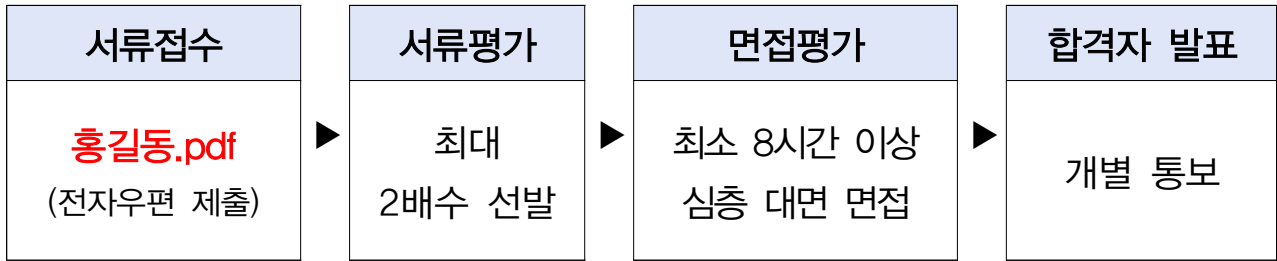 서류접수
홍길동.pdf
(전자우편 제출)
▶
서류평가
최대
2배수 선발
▶
면접평가
최소 8시간 이상
심층 대면 면접
▶
합격자 발표
개별 통보